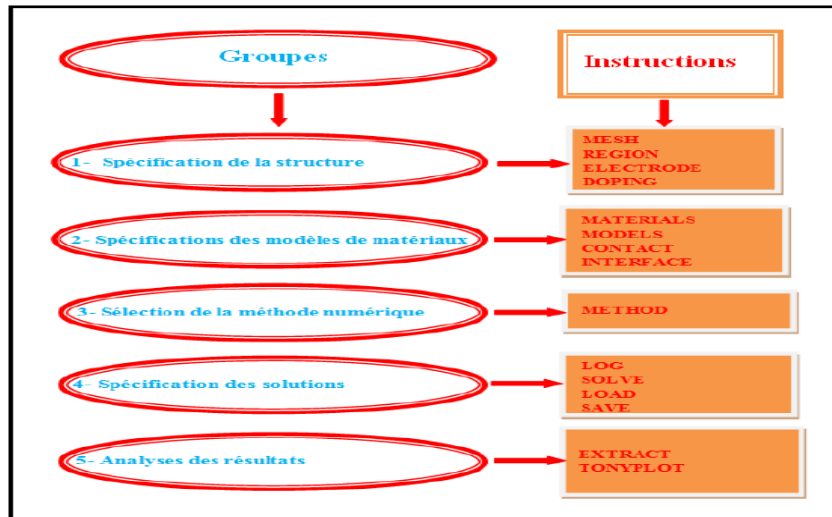 Groupes
Instructions
1- Spécification de la structure
MESH
REGION
ELECTRODE
DOPING
2- Spécifications des modèles de matériaux
MATERIALS
MODELS
CONTACT
INTERFACE
3- Sélection de la méthode numérique
METHOD
4- Spécification des solutions
LOG
SOLVE
LOAD
SAVE
5- Analyses des résultats
EXTRACT
TONYPLOT